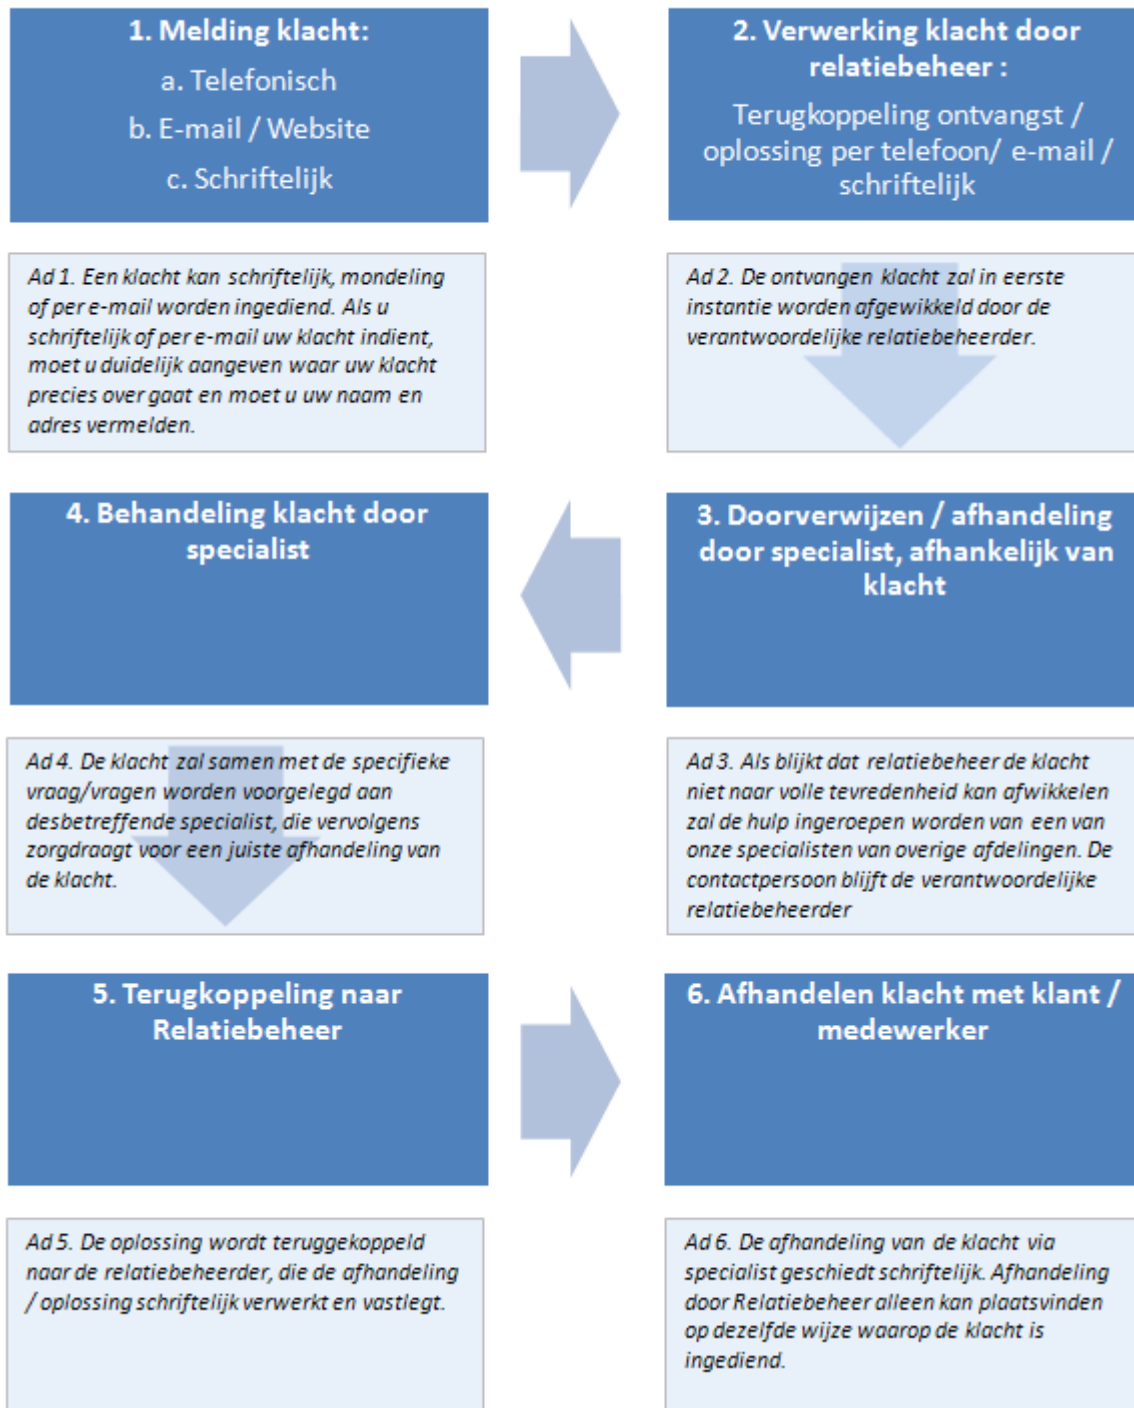 1. Melding klacht:
a. Telefonisch
b. E-mail / Website
c. Schriftelijk
2. Verwerking klacht door
relatiebeheer :
Terugkoppeling ontvangst /
oplossing per telefoon/ e-mail /
schriftelijk
Ad 1. Een klacht kan schriftelijk, mondeling
of per e-mail worden ingediend. Als u
schriftelijk of per e-mail uw klacht indient,
moet u duidelijk aangeven waar uw klacht
precies over gaat en moet u uw naam en
adres vermelden.
Ad 2. De ontvangen klacht zal in eerste
instantie worden afgewikkeld door de
verantwoordelijke relatiebeheerder.
3. Doorverwijzen / afhandeling
door specialist, afhankelijk van
klacht
4. Behandeling klacht door
specialist
Ad 3. Als blijkt dat relatiebeheer de klacht
niet naar volle tevredenheid kan afwikkelen
zal de hulp ingeroepen worden van een van
onze specialisten van overige afdelingen. De
contactpersoon blijft de verantwoordelijke
relatiebeheerder
Ad 4. De klacht zal samen met de specifieke
vraag/vragen worden voorgelegd aan
desbetreffende specialist, die vervolgens
zorgdraagt voor een juiste afhandeling van
de klacht.
5. Terugkoppeling naar
Relatiebeheer
6. Afhandelen klacht met klant /
medewerker
Ad 5. De oplossing wordt teruggekoppeld
naar de relatiebeheerder, die de afhandeling
/ oplossing schriftelijk verwerkt en vastlegt.
Ad 6. De afhandeling van de klacht via
specialist geschiedt schriftelijk. Afhandeling
door Relatiebeheer alleen kan plaatsvinden
op dezelfde wijze waarop de klacht is
ingediend.